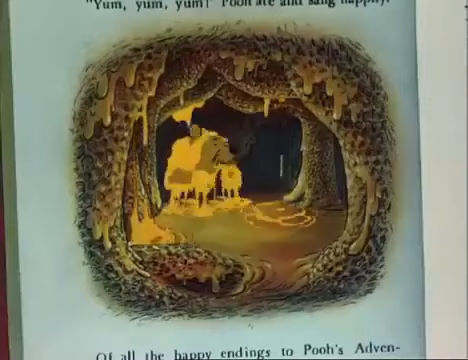 "Yum, yum, yum!" Pooh ate and sang happily.
Of all the happy endings to Pooh's Adven-